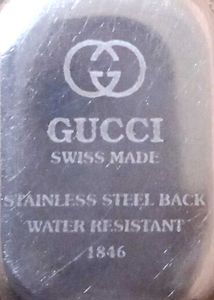 GUCCI
SWISS MADE
STAINLESS STEEL BACK
WATER RESISTANT
1846